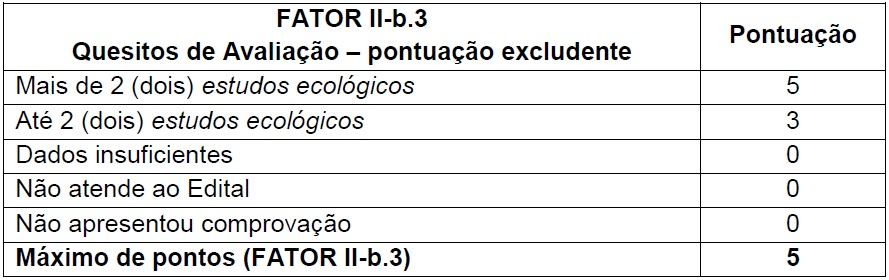 FATOR II-b.3
Quesitos de Avaliação – pontuação excludente
Pontuação
Mais de 2 (dois) estudos ecológicos 5
Até 2 (dois) estudos ecológicos 3
Dados insuficientes 0
Não atende ao Edital 0
Não apresentou comprovação 0
Máximo de pontos (FATOR II-b.3) 5